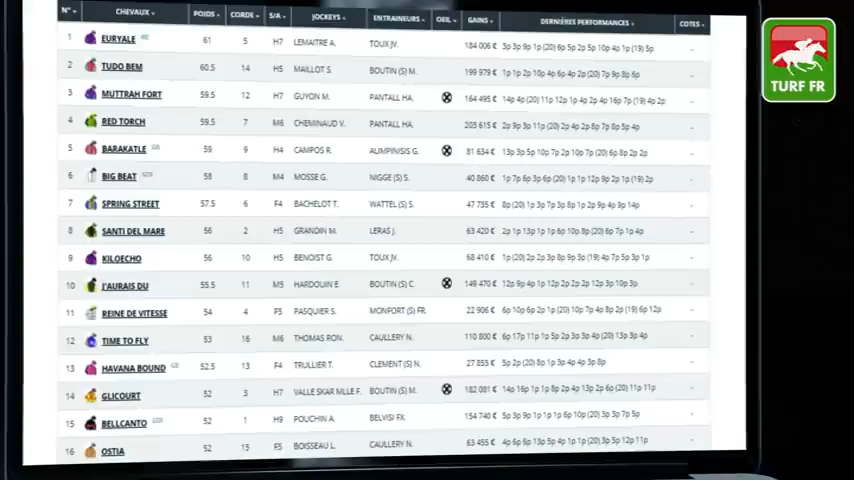 N° CHEVAUX POIDS CORDE S/A JOCKEYS ENTRAINEURS OEIL GAINS DERNIÈRES PERFORMANCES COTES
1 EURYALE 61 5 H7 LEMAITRE A. TOUX JV. 184 006 € 3p 3p 9p 1p (20) 6p 5p 2p 5p 10p 4p 1p (19) 5p -
2 TUDO BEM 60.5 14 H5 MAILLOT S. BOUTIN (S) M. 199 979 € 1p 1p 2p 10p 4p 6p 4p 2p (20) 7p 9p 8p 6p -
3 MUTTRAH FORT 59.5 12 H7 GUYON M. PANTALL HA. 164 495 € 14p 4p (20) 11p 12p 1p 4p 2p 4p 16p 7p (19) 4p 2p -
4 RED TORCH 59.5 7 M6 CHEMINAUD V. PANTALL HA. 203 615 € 2p 9p 3p 11p (20) 2p 4p 2p 8p 7p 8p 5p 4p -
5 BARAKATLE 59 9 H4 CAMPOS R. ALIMPINISIS G. 81 634 € 13p 3p 5p 10p 7p 2p 10p 7p (20) 6p 8p 2p 2p -
6 BIG BEAT 58 8 M4 MOSSE G. NIGGE (S) S. 40 860 € 1p 7p 6p 3p 6p (20) 1p 1p 12p 9p 2p 1p (19) 2p -
7 SPRING STREET 57.5 6 F4 BACHELOT T. WATTEL (S) S. 47 735 € 8p (20) 1p 3p 7p 3p 8p 1p 2p 9p 4p 9p 14p -
8 SANTI DEL MARE 56 2 H5 GRANDIN M. LERAS J. 63 420 € 2p 1p 13p 1p 1p 6p 10p 8p (20) 6p 7p 1p 4p -
9 KILOECHO 56 10 H5 BENOIST G. TOUX JV. 68 410 € 1p (20) 2p 2p 3p 8p 9p 3p (19) 4p 7p 5p 3p 1p -
10 J'AURAIS DU 55.5 11 M5 HARDOUIN E. BOUTIN (S) C. 149 470 € 12p 9p 4p 1p 12p 2p 2p 2p 12p 3p 10p 3p -
11 REINE DE VITESSE 54 4 F5 PASQUIER S. MONFORT (S) FR. 22 906 € 6p 10p 6p 2p 1p (20) 10p 7p 4p 8p 2p (19) 6p 12p -
12 TIME TO FLY 53 16 M6 THOMAS RON. CAULLERY N. 110 800 € 6p 17p 11p 1p 5p 2p 3p 3p 4p (20) 13p 3p 4p -
13 HAVANA BOUND 52.5 13 F4 TRULLIER T. CLEMENT (S) N. 27 855 € 5p 2p (20) 8p 1p 3p 4p 4p 3p 8p -
14 GLICOURT 52 3 H7 VALLE SKAR MLLE F. BOUTIN (S) M. 182 081 € 14p 16p 1p 1p 8p 2p 4p 13p 2p 6p (20) 11p 11p -
15 BELLCANTO 52 1 H9 POUCHIN A. BELVISI FX. 154 740 € 5p 3p 9p 1p 1p 1p 6p 10p (20) 3p 3p 7p 5p -
16 OSTIA 52 15 F5 BOISSEAU L. CAULLERY N. 63 455 € 4p 6p 6p 13p 5p 4p 1p 1p (20) 3p 5p 12p 11p -
TURF FR